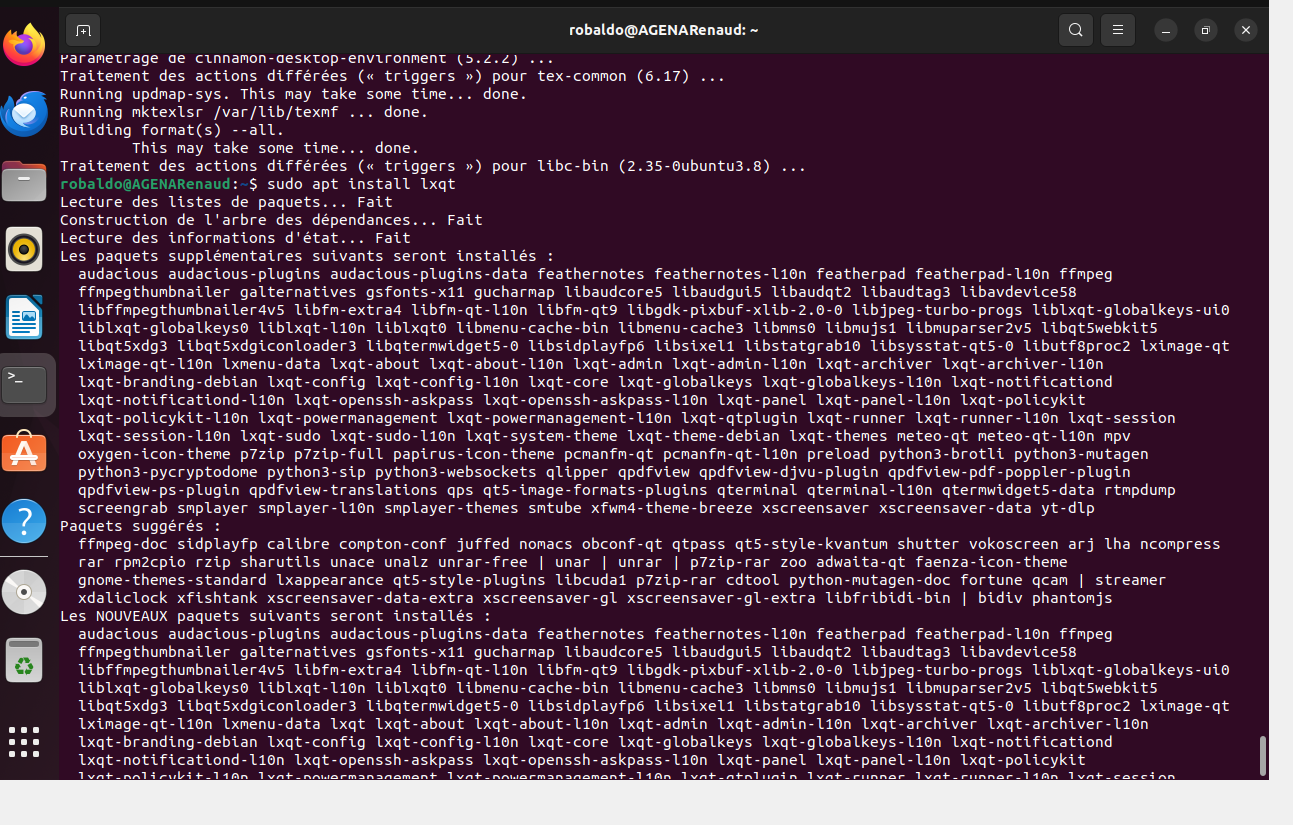 robaldo@AGENARenaud: ~
Paramétrage de cinnamon-desktop-environment (5.2.2) ...
Traitement des actions différées (« triggers ») pour tex-common (6.17) ...
Running updmap-sys. This may take some time... done.
Running mktexlsr /var/lib/texmf ... done.
Building format(s) --all.
        This may take some time... done.
Traitement des actions différées (« triggers ») pour libc-bin (2.35-0ubuntu3.8) ...
robaldo@AGENARenaud:~$ sudo apt install lxqt
Lecture des listes de paquets... Fait
Construction de l'arbre des dépendances... Fait
Lecture des informations d'état... Fait
Les paquets supplémentaires suivants seront installés :
  audacious audacious-plugins audacious-plugins-data feathernotes feathernotes-l10n featherpad featherpad-l10n ffmpeg
  ffmpegthumbnailer galternatives gsfonts-x11 gucharmap libaudcore5 libaudgui5 libaudqt2 libaudtag3 libavdevice58
  libffmpegthumbnailer4v5 libfm-extra4 libfm-qt-l10n libfm-qt9 libgdk-pixbuf-xlib-2.0-0 libjpeg-turbo-progs liblxqt-globalkeys-ui0
  liblxqt-globalkeys0 liblxqt-l10n liblxqt0 libmenu-cache-bin libmenu-cache3 libmms0 libmujs1 libmuparser2v5 libqt5webkit5
  libqt5xdg3 libqt5xdgiconloader3 libqtermwidget5-0 libsidplayfp6 libsixel1 libstatgrab10 libsysstat-qt5-0 libutf8proc2 lximage-qt
  lximage-qt-l10n lxmenu-data lxqt-about lxqt-about-l10n lxqt-admin lxqt-admin-l10n lxqt-archiver lxqt-archiver-l10n
  lxqt-branding-debian lxqt-config lxqt-config-l10n lxqt-core lxqt-globalkeys lxqt-globalkeys-l10n lxqt-notificationd
  lxqt-notificationd-l10n lxqt-openssh-askpass lxqt-openssh-askpass-l10n lxqt-panel lxqt-panel-l10n lxqt-policykit
  lxqt-policykit-l10n lxqt-powermanagement lxqt-powermanagement-l10n lxqt-qtplugin lxqt-runner lxqt-runner-l10n lxqt-session
  lxqt-session-l10n lxqt-sudo lxqt-sudo-l10n lxqt-system-theme lxqt-theme-debian lxqt-themes meteo-qt meteo-qt-l10n mpv
  oxygen-icon-theme p7zip p7zip-full papirus-icon-theme pcmanfm-qt pcmanfm-qt-l10n preload python3-brotli python3-mutagen
  python3-pycryptodome python3-sip python3-websockets qlipper qpdfview qpdfview-djvu-plugin qpdfview-pdf-poppler-plugin
  qpdfview-ps-plugin qpdfview-translations qps qt5-image-formats-plugins qterminal qterminal-l10n qtermwidget5-data rtmpdump
  screengrab smplayer smplayer-l10n smplayer-themes smtube xfwm4-theme-breeze xscreensaver xscreensaver-data yt-dlp
Paquets suggérés :
  ffmpeg-doc sidplayfp calibre compton-conf juffed nomacs obconf-qt qtpass qt5-style-kvantum shutter vokoscreen arj lha ncompress
  rar rpm2cpio rzip sharutils unace unalz unrar-free | unar | unrar | p7zip-rar zoo adwaita-qt faenza-icon-theme
  gnome-themes-standard lxappearance qt5-style-plugins libcuda1 p7zip-rar cdtool python-mutagen-doc fortune qcam | streamer
  xdaliclock xfishtank xscreensaver-data-extra xscreensaver-gl xscreensaver-gl-extra libfribidi-bin | bidiv phantomjs
Les NOUVEAUX paquets suivants seront installés :
  audacious audacious-plugins audacious-plugins-data feathernotes feathernotes-l10n featherpad featherpad-l10n ffmpeg
  ffmpegthumbnailer galternatives gsfonts-x11 gucharmap libaudcore5 libaudgui5 libaudqt2 libaudtag3 libavdevice58
  libffmpegthumbnailer4v5 libfm-extra4 libfm-qt-l10n libfm-qt9 libgdk-pixbuf-xlib-2.0-0 libjpeg-turbo-progs liblxqt-globalkeys-ui0
  liblxqt-globalkeys0 liblxqt-l10n liblxqt0 libmenu-cache-bin libmenu-cache3 libmms0 libmujs1 libmuparser2v5 libqt5webkit5
  libqt5xdg3 libqt5xdgiconloader3 libqtermwidget5-0 libsidplayfp6 libsixel1 libstatgrab10 libsysstat-qt5-0 libutf8proc2 lximage-qt
  lximage-qt-l10n lxmenu-data lxqt lxqt-about lxqt-about-l10n lxqt-admin lxqt-admin-l10n lxqt-archiver lxqt-archiver-l10n
  lxqt-branding-debian lxqt-config lxqt-config-l10n lxqt-core lxqt-globalkeys lxqt-globalkeys-l10n lxqt-notificationd
  lxqt-notificationd-l10n lxqt-openssh-askpass lxqt-openssh-askpass-l10n lxqt-panel lxqt-panel-l10n lxqt-policykit
  lxqt-policykit-l10n lxqt-powermanagement lxqt-powermanagement-l10n lxqt-qtplugin lxqt-runner lxqt-runner-l10n lxqt-session